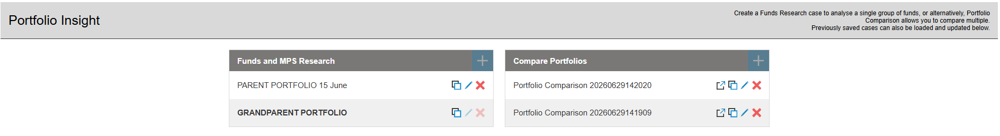 Portfolio Insight
Create a Funds Research case to analyse a single group of funds, or alternatively, Portfolio
Comparison allows you to compare multiple.
Previously saved cases can also be loaded and updated below.
Funds and MPS Research
PARENT PORTFOLIO 15 June
GRANDPARENT PORTFOLIO
Compare Portfolios
Portfolio Comparison 20260629142020
Portfolio Comparison 20260629141909